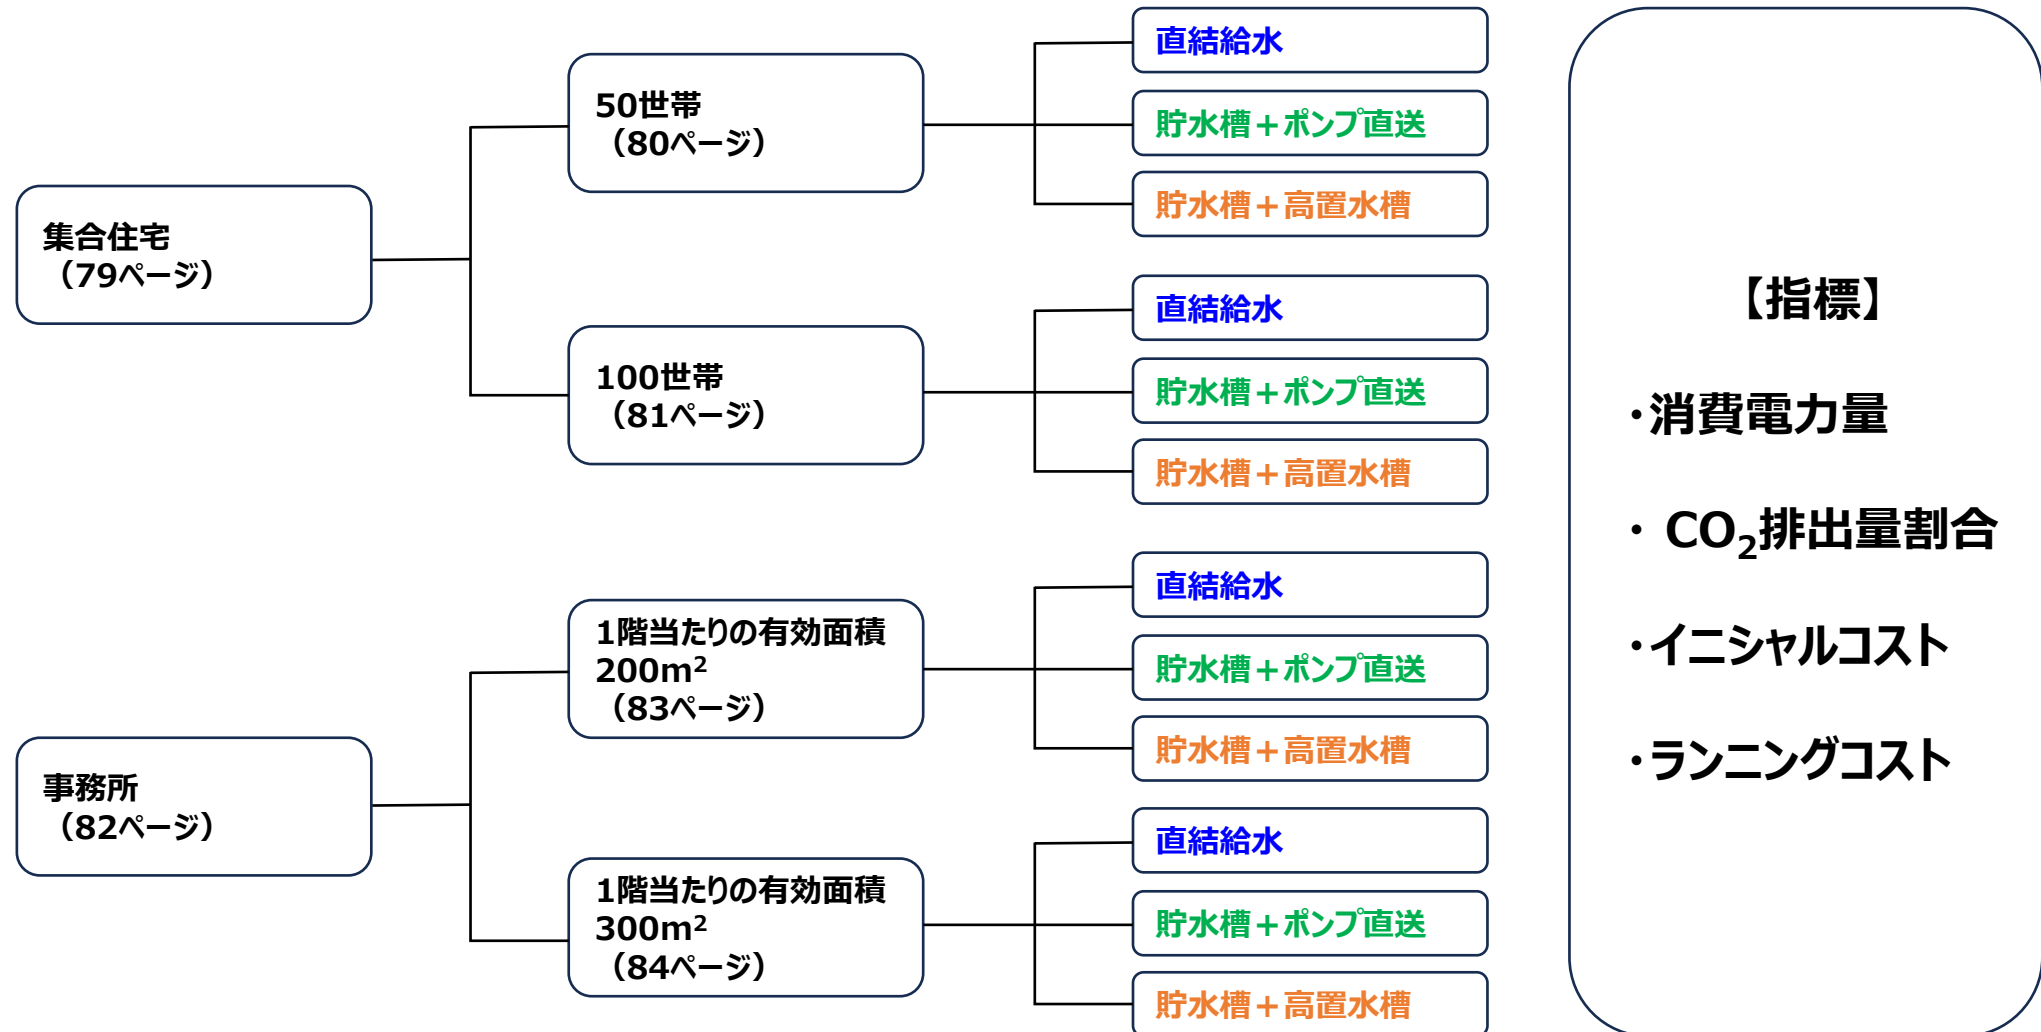 集合住宅
（79ページ）
50世帯
（80ページ）
直結給水
貯水槽＋ポンプ直送
貯水槽＋高置水槽
100世帯
（81ページ）
直結給水
貯水槽＋ポンプ直送
貯水槽＋高置水槽
事務所
（82ページ）
1階当たりの有効面積
200m²
（83ページ）
直結給水
貯水槽＋ポンプ直送
貯水槽＋高置水槽
1階当たりの有効面積
300m²
（84ページ）
直結給水
貯水槽＋ポンプ直送
貯水槽＋高置水槽
【指標】
・消費電力量
・ CO₂排出量割合
・イニシャルコスト
・ランニングコスト